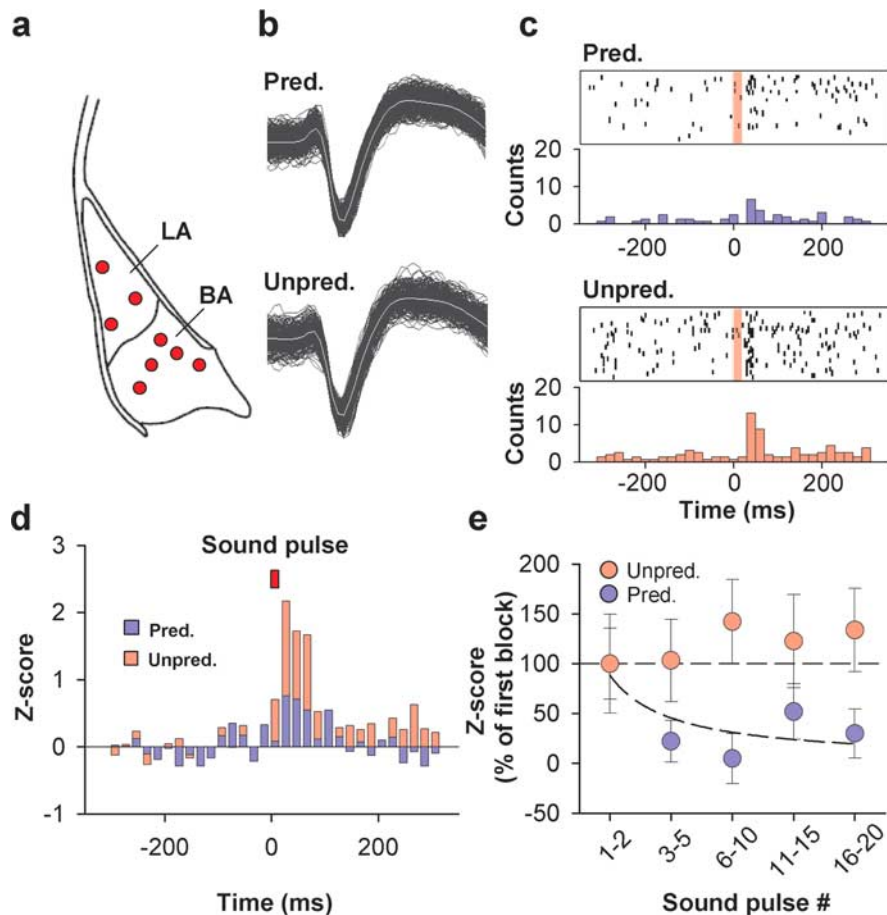 a
LA
BA
b
Pred.
Unpred.
c
Pred.
20
10
0
Counts
-200 0 200
Unpred.
20
10
0
Counts
-200 0 200
Time (ms)
d
Sound pulse
3
2
1
0
-1
Z-score
Pred.
Unpred.
-200 0 200
Time (ms)
e
200
150
100
50
0
-50
Z-score
(% of first block)
Unpred.
Pred.
1-2 3-5 6-10 11-15 16-20
Sound pulse #